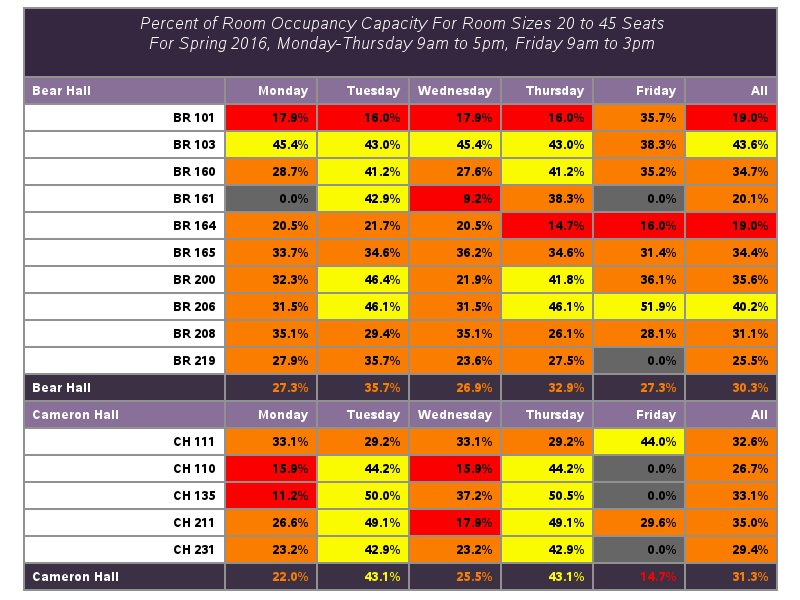 Percent of Room Occupancy Capacity For Room Sizes 20 to 45 Seats
For Spring 2016, Monday-Thursday 9am to 5pm, Friday 9am to 3pm
Bear Hall Monday Tuesday Wednesday Thursday Friday All
BR 101 17.9% 16.0% 17.9% 16.0% 35.7% 19.0%
BR 103 45.4% 43.0% 45.4% 43.0% 38.3% 43.6%
BR 160 28.7% 41.2% 27.6% 41.2% 35.2% 34.7%
BR 161 0.0% 42.9% 9.2% 38.3% 0.0% 20.1%
BR 164 20.5% 21.7% 20.5% 14.7% 16.0% 19.0%
BR 165 33.7% 34.6% 36.2% 34.6% 31.4% 34.4%
BR 200 32.3% 46.4% 21.9% 41.8% 36.1% 35.6%
BR 206 31.5% 46.1% 31.5% 46.1% 51.9% 40.2%
BR 208 35.1% 29.4% 35.1% 26.1% 28.1% 31.1%
BR 219 27.9% 35.7% 23.6% 27.5% 0.0% 25.5%
Bear Hall 27.3% 35.7% 26.9% 32.9% 27.3% 30.3%
Cameron Hall Monday Tuesday Wednesday Thursday Friday All
CH 111 33.1% 29.2% 33.1% 29.2% 44.0% 32.6%
CH 110 15.9% 44.2% 15.9% 44.2% 0.0% 26.7%
CH 135 11.2% 50.0% 37.2% 50.5% 0.0% 33.1%
CH 211 26.6% 49.1% 17.9% 49.1% 29.6% 35.0%
CH 231 23.2% 42.9% 23.2% 42.9% 0.0% 29.4%
Cameron Hall 22.0% 43.1% 25.5% 43.1% 14.7% 31.3%